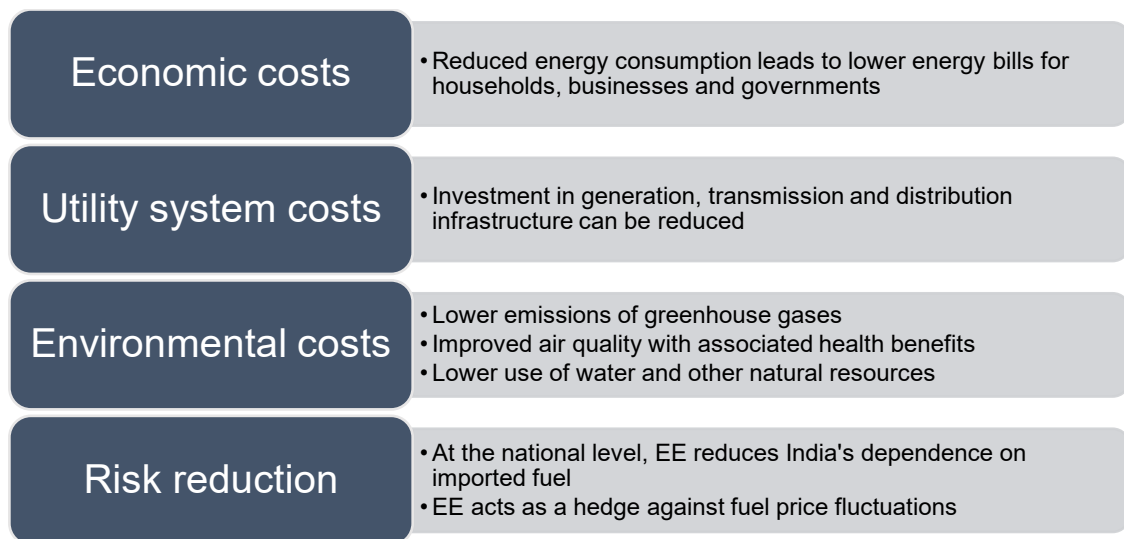 Economic costs
• Reduced energy consumption leads to lower energy bills for
households, businesses and governments
Utility system costs
• Investment in generation, transmission and distribution
infrastructure can be reduced
Environmental costs
• Lower emissions of greenhouse gases
• Improved air quality with associated health benefits
• Lower use of water and other natural resources
Risk reduction
• At the national level, EE reduces India's dependence on
imported fuel
• EE acts as a hedge against fuel price fluctuations